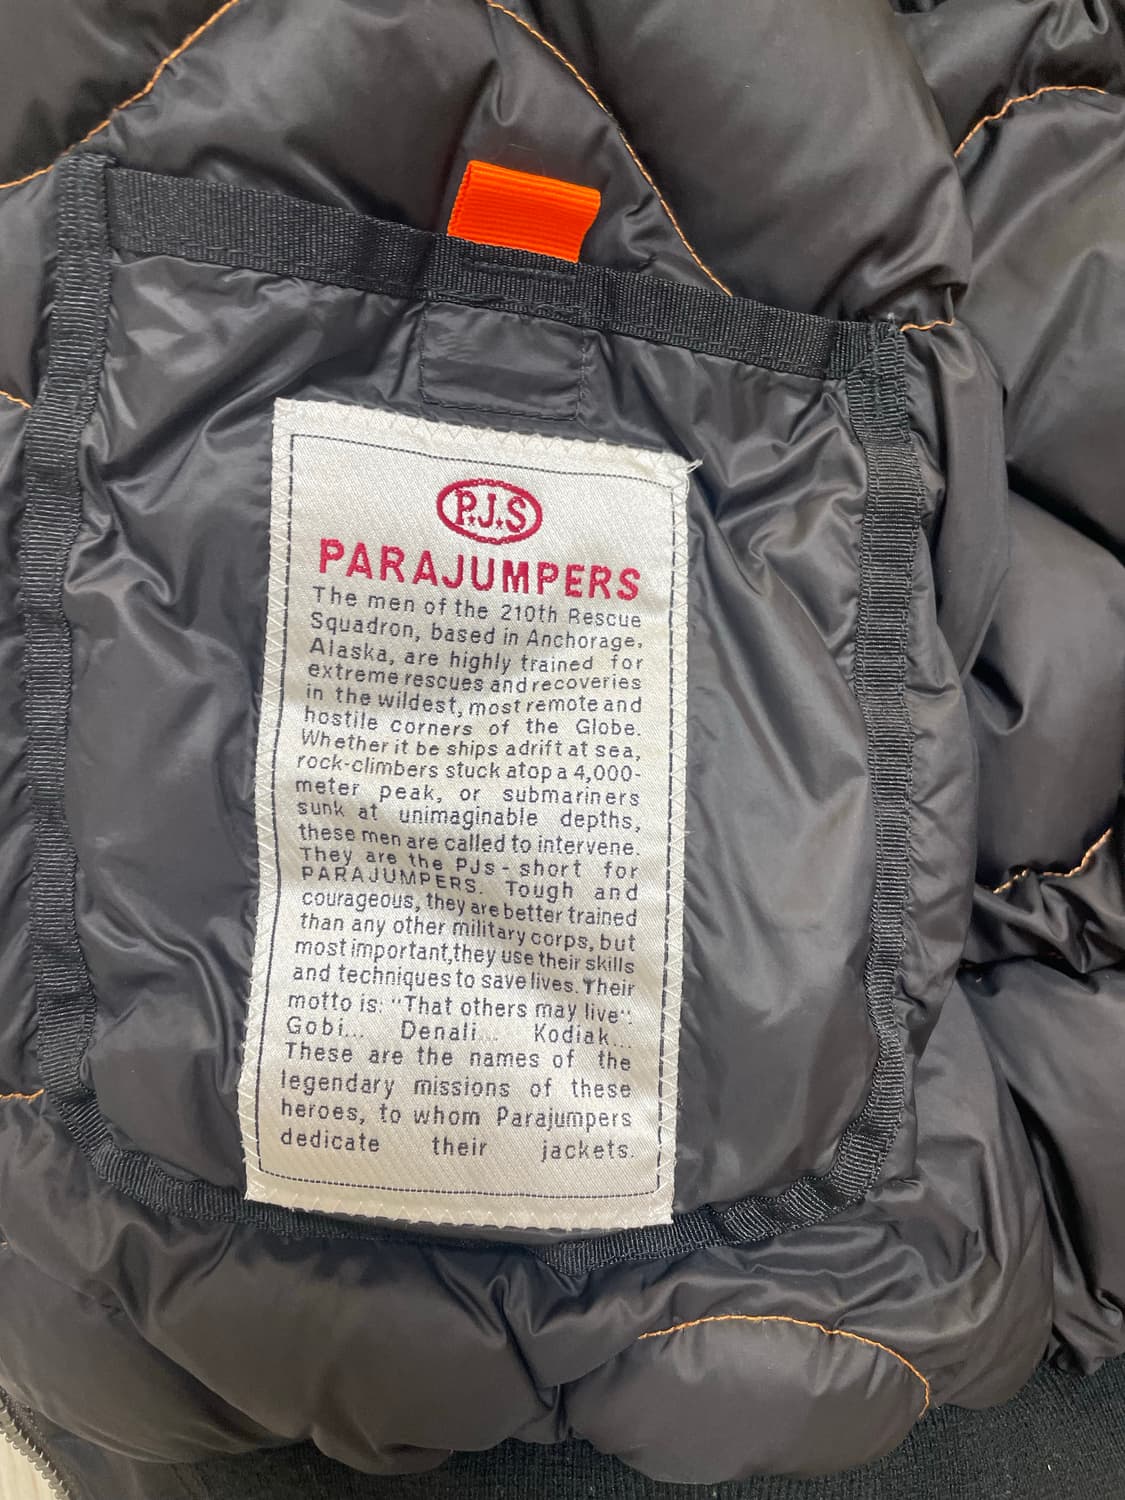 P.J.S
PARAJUMPERS
The men of the 210th Rescue
Squadron, based in Anchorage,
Alaska, are highly trained for
extreme rescues and recoveries
in the wildest, most remote and
hostile corners of the Globe.
Whether it be ships adrift at sea,
rock-climbers stuck atop a 4,000-
meter peak, or submariners
sunk at unimaginable depths,
these men are called to intervene.
They are the PJs - short for
PARAJUMPERS. Tough and
courageous, they are better trained
than any other military corps, but
most important,they use their skills
and techniques to save lives. Their
motto is: "That others may live":
Gobi... Denali... Kodiak...
These are the names of the
legendary missions of these
heroes, to whom Parajumpers
dedicate their jackets.